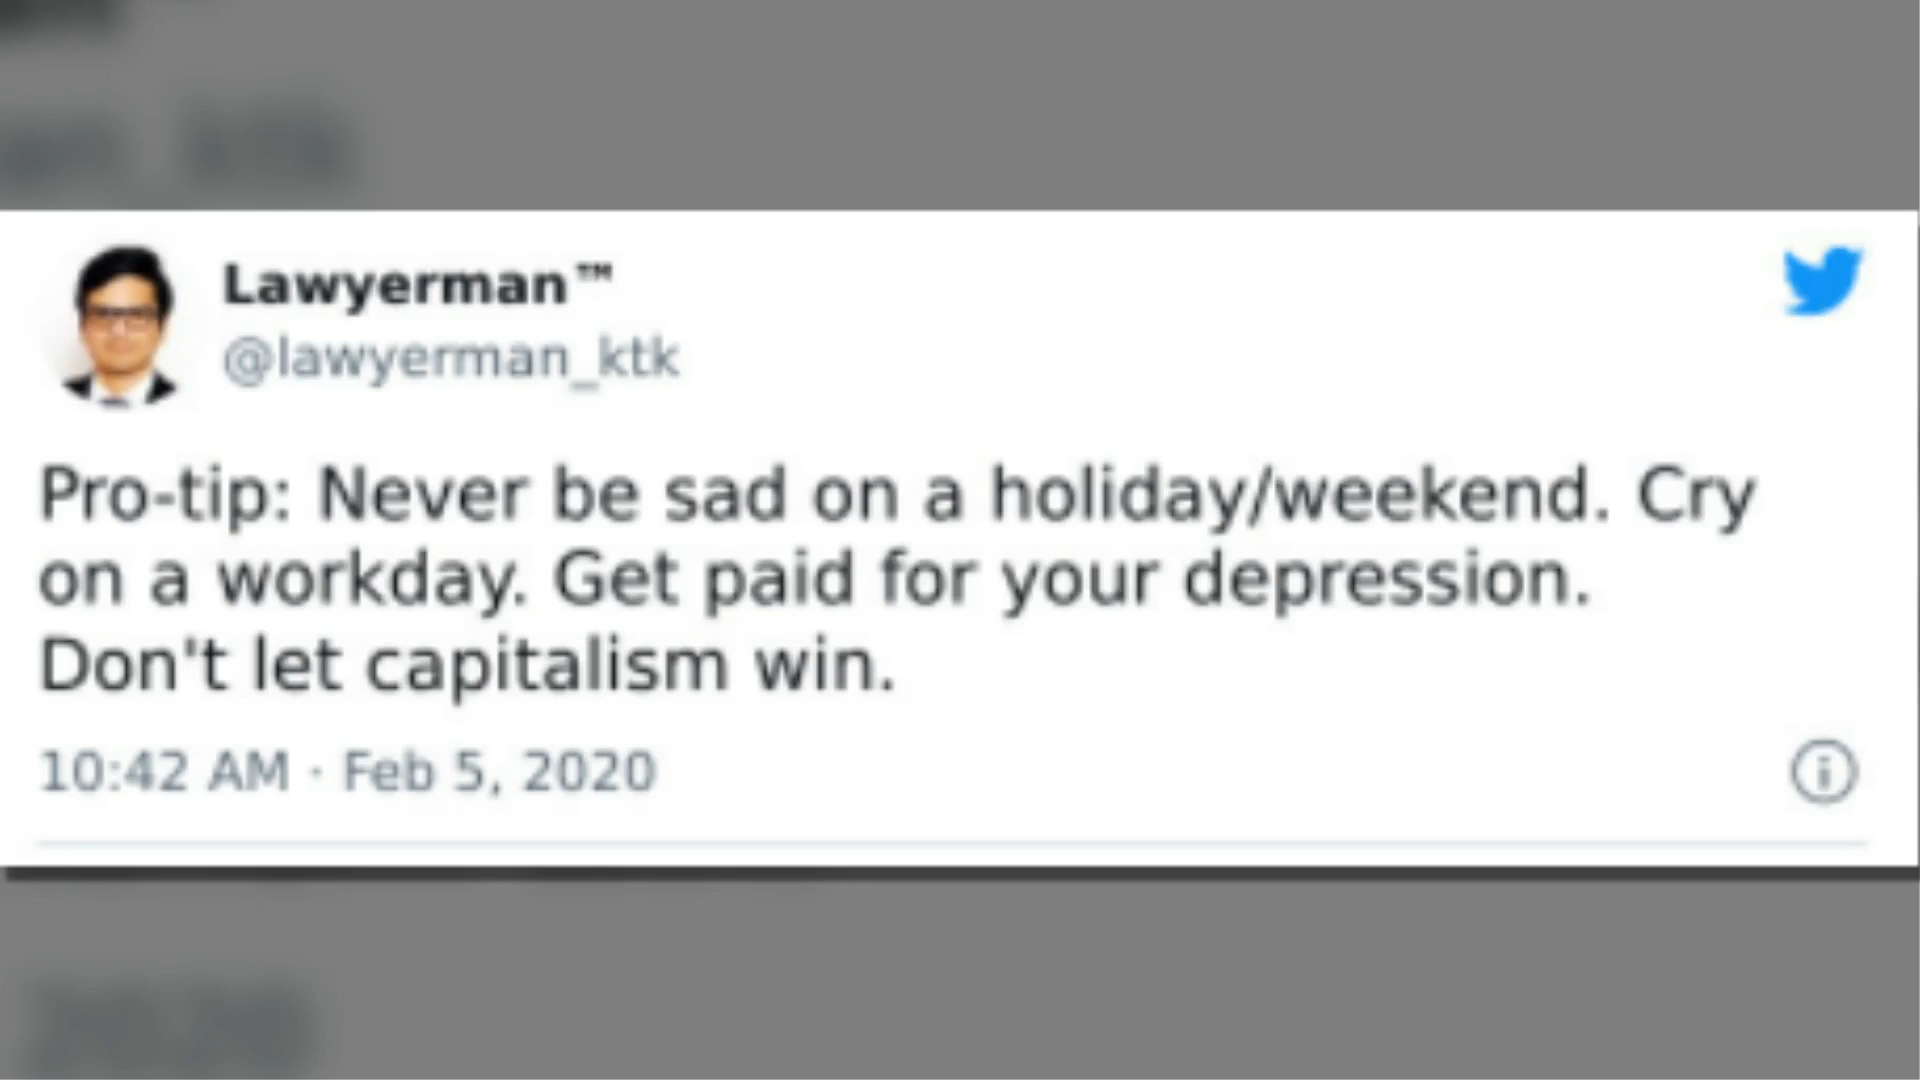 Lawyerman™
@lawyerman_ktk
Pro-tip: Never be sad on a holiday/weekend. Cry
on a workday. Get paid for your depression.
Don't let capitalism win.
10:42 AM · Feb 5, 2020
2020